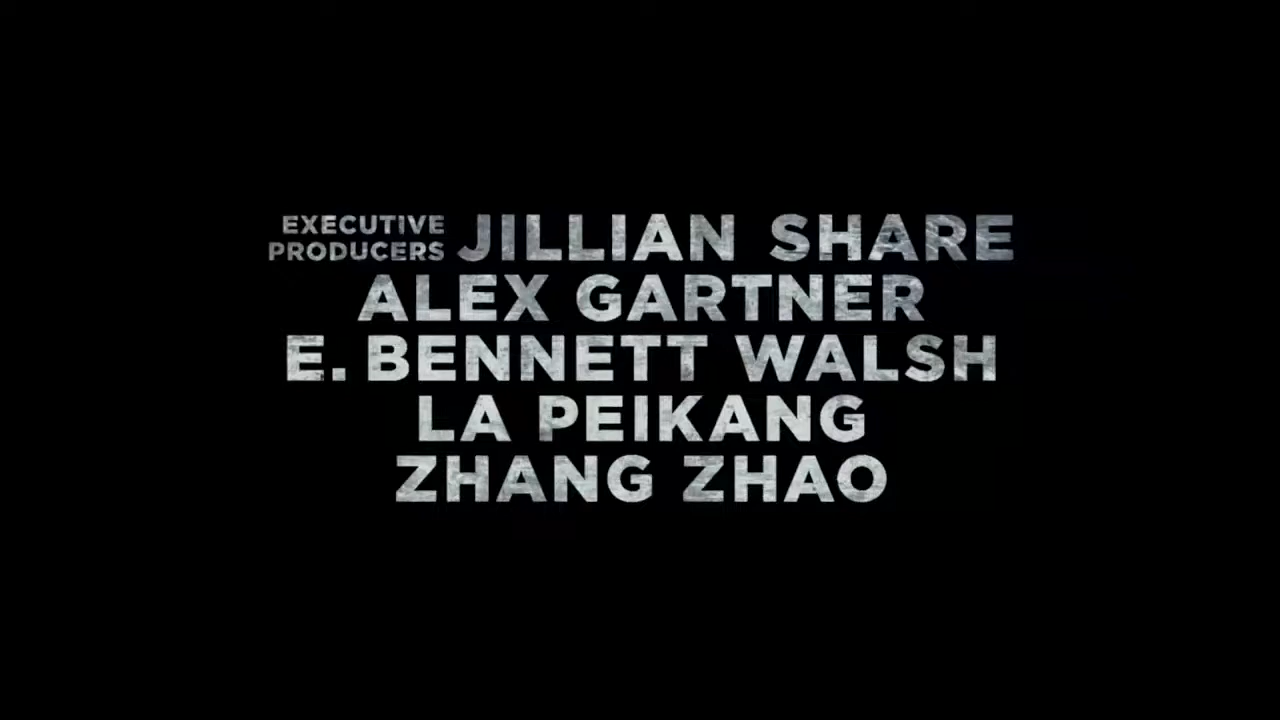 EXECUTIVE
PRODUCERS JILLIAN SHARE
ALEX GARTNER
E. BENNETT WALSH
LA PEIKANG
ZHANG ZHAO